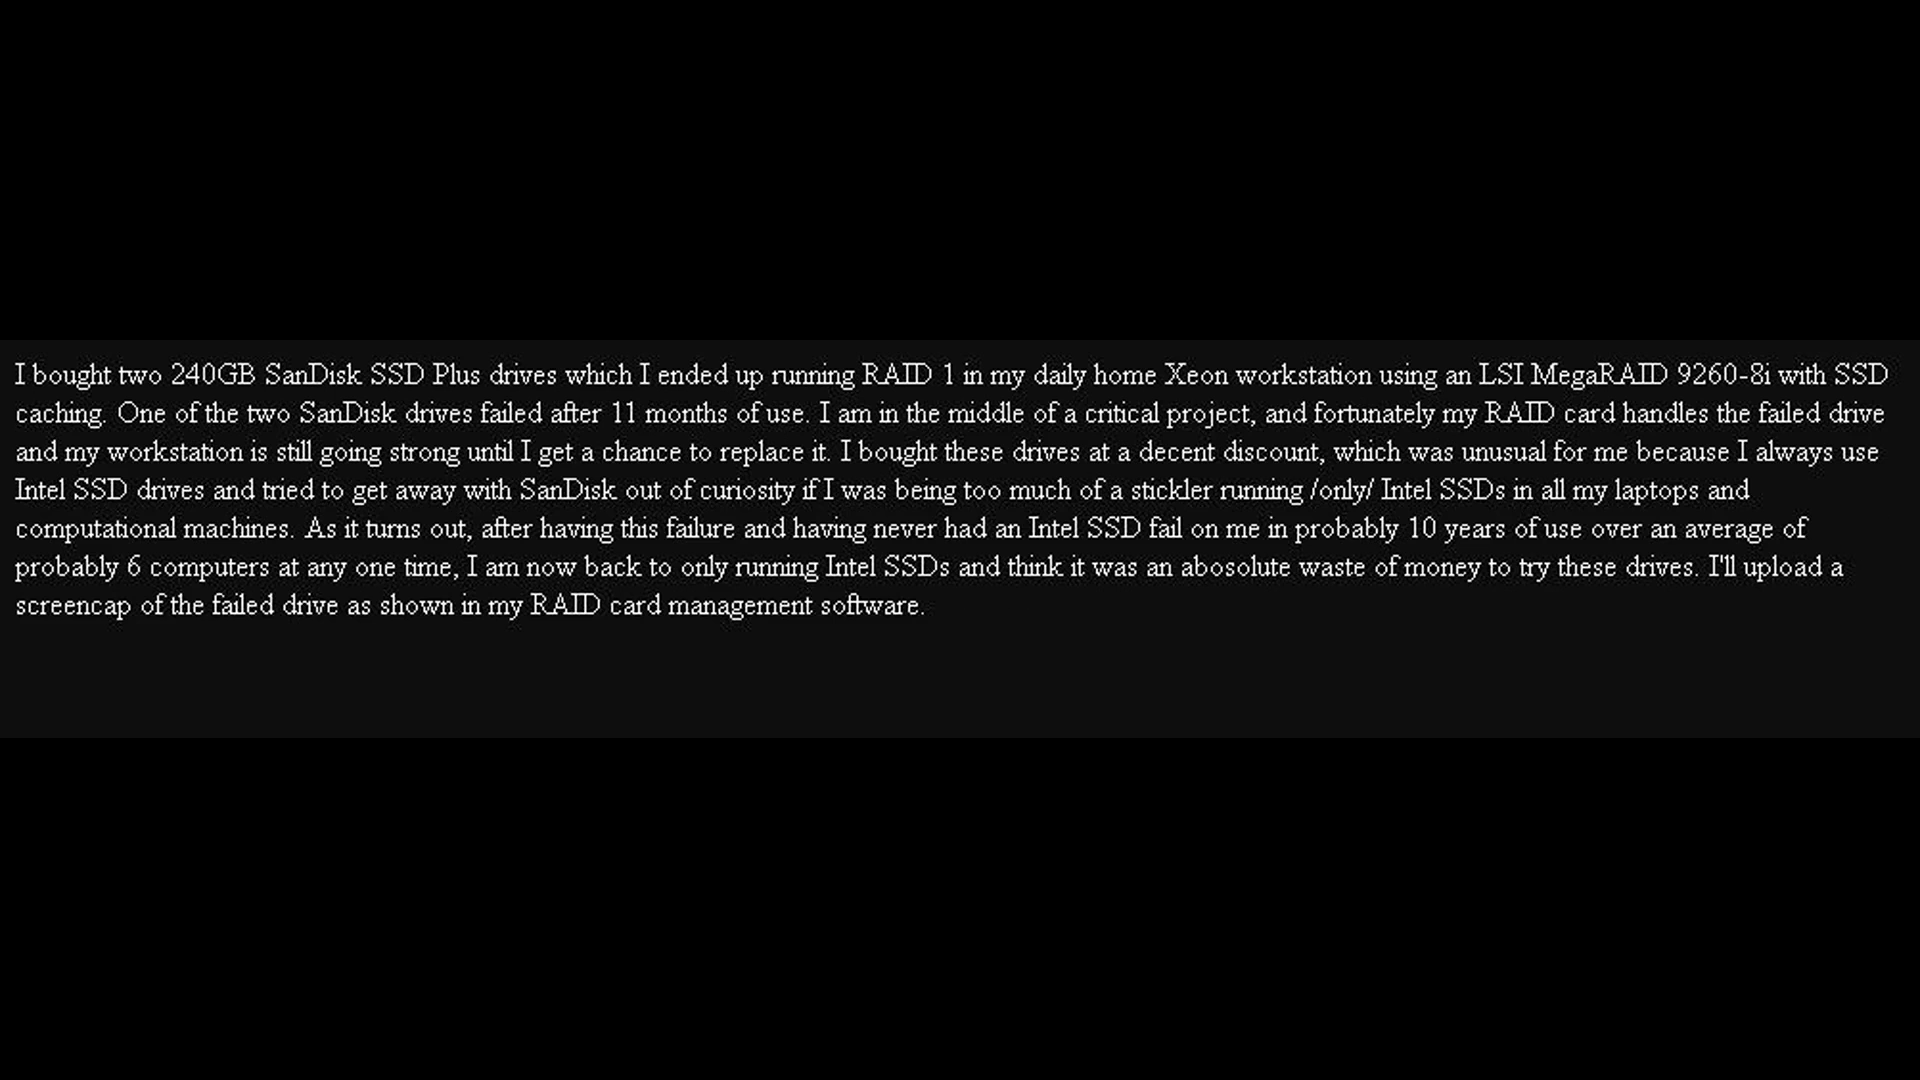 I bought two 240GB SanDisk SSD Plus drives which I ended up running RAID 1 in my daily home Xeon workstation using an LSI MegaRAID 9260-8i with SSD
caching. One of the two SanDisk drives failed after 11 months of use. I am in the middle of a critical project, and fortunately my RAID card handles the failed drive
and my workstation is still going strong until I get a chance to replace it. I bought these drives at a decent discount, which was unusual for me because I always use
Intel SSD drives and tried to get away with SanDisk out of curiosity if I was being too much of a stickler running /only/ Intel SSDs in all my laptops and
computational machines. As it turns out, after having this failure and having never had an Intel SSD fail on me in probably 10 years of use over an average of
probably 6 computers at any one time, I am now back to only running Intel SSDs and think it was an abosolute waste of money to try these drives. I'll upload a
screencap of the failed drive as shown in my RAID card management software.